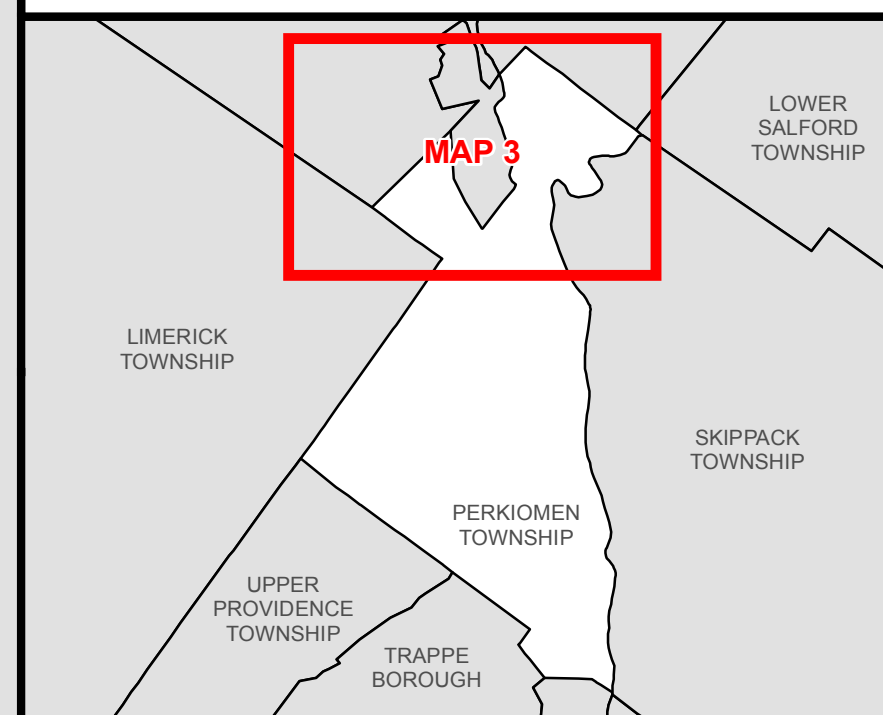 LOWER
SALFORD
TOWNSHIP
MAP 3
LIMERICK
TOWNSHIP
SKIPPACK
TOWNSHIP
PERKIOMEN
TOWNSHIP
UPPER
PROVIDENCE
TOWNSHIP
TRAPPE
BOROUGH